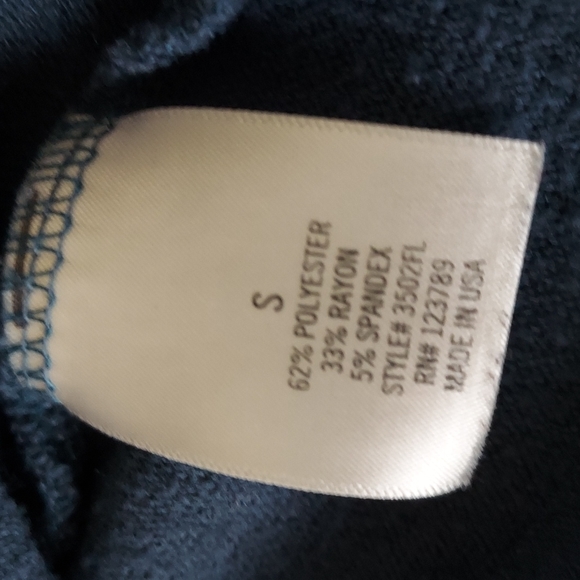 S
62% POLYESTER
33% RAYON
5% SPANDEX
STYLE# 3502FL
RN# 123789
MADE IN USA